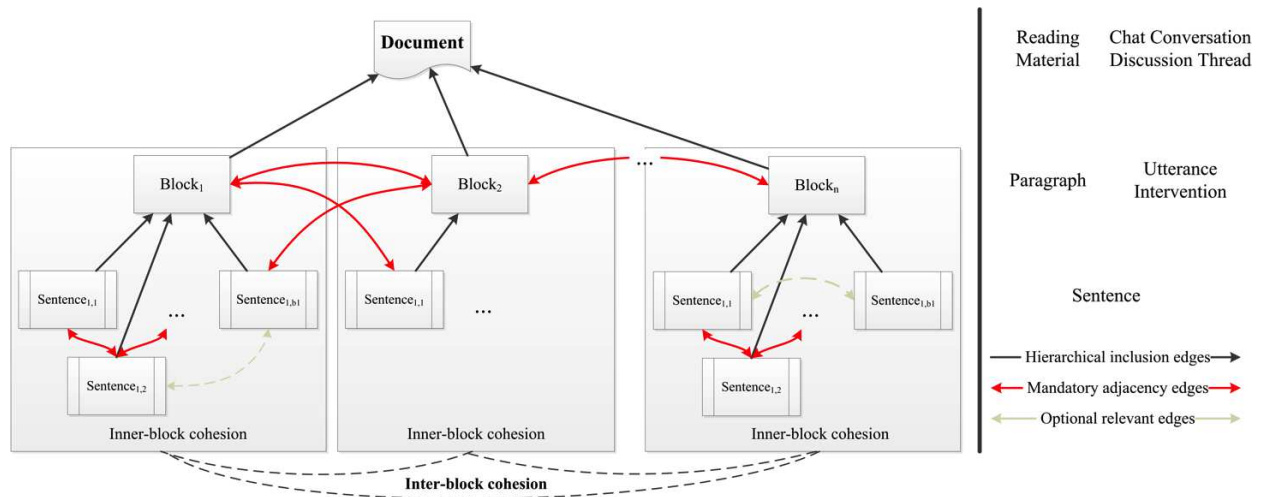 Document
Reading Material
Chat Conversation
Discussion Thread
Block1
Block2
...
Blockn
Paragraph
Utterance
Intervention
Sentence1,1
...
Sentence1,b1
Sentence1,2
Sentence1,1
...
Sentence1,1
...
Sentence1,b1
Sentence1,2
Sentence
Hierarchical inclusion edges
Mandatory adjacency edges
Optional relevant edges
Inner-block cohesion
Inner-block cohesion
Inner-block cohesion
Inter-block cohesion